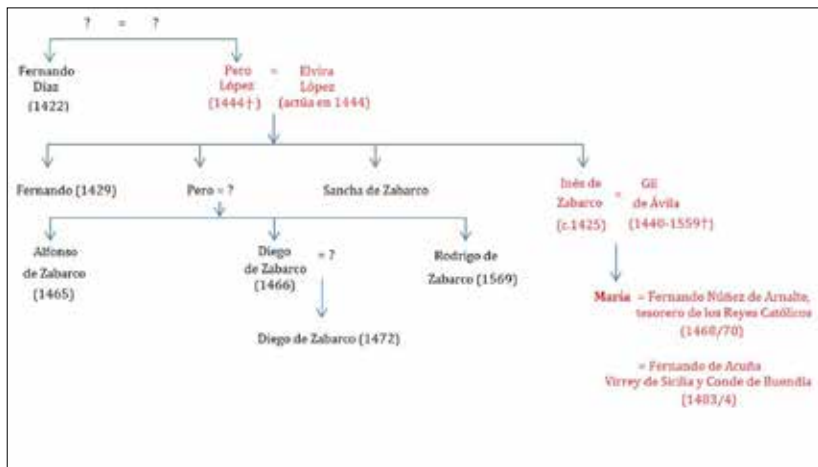 ? = ?
Fernando
Díaz
(1422)
Pero = Elvira
López López
(1444†) (actúa en 1444)
Fernando (1429)
Pero = ?
Sancha de Zabarco
Inés de = Gil
Zabarco de Ávila
(c.1425) (1440-1559†)
Alfonso
de Zabarco
(1465)
Diego = ?
de Zabarco
(1466)
Rodrigo de
Zabarco (1569)
Diego de Zabarco (1472)
María = Fernando Núñez de Arnalte,
tesorero de los Reyes Católicos
(1468/70)
= Fernando de Acuña
Virrey de Sicilia y Conde de Buendía
(1483/4)